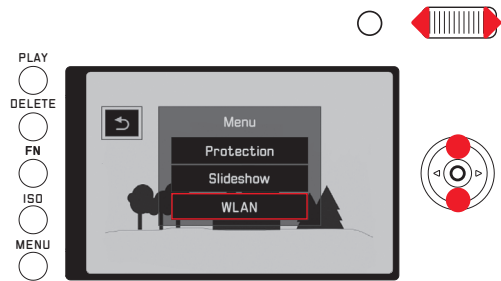 PLAY
DELETE
FN
ISO
MENU
Menu
Protection
Slideshow
WLAN